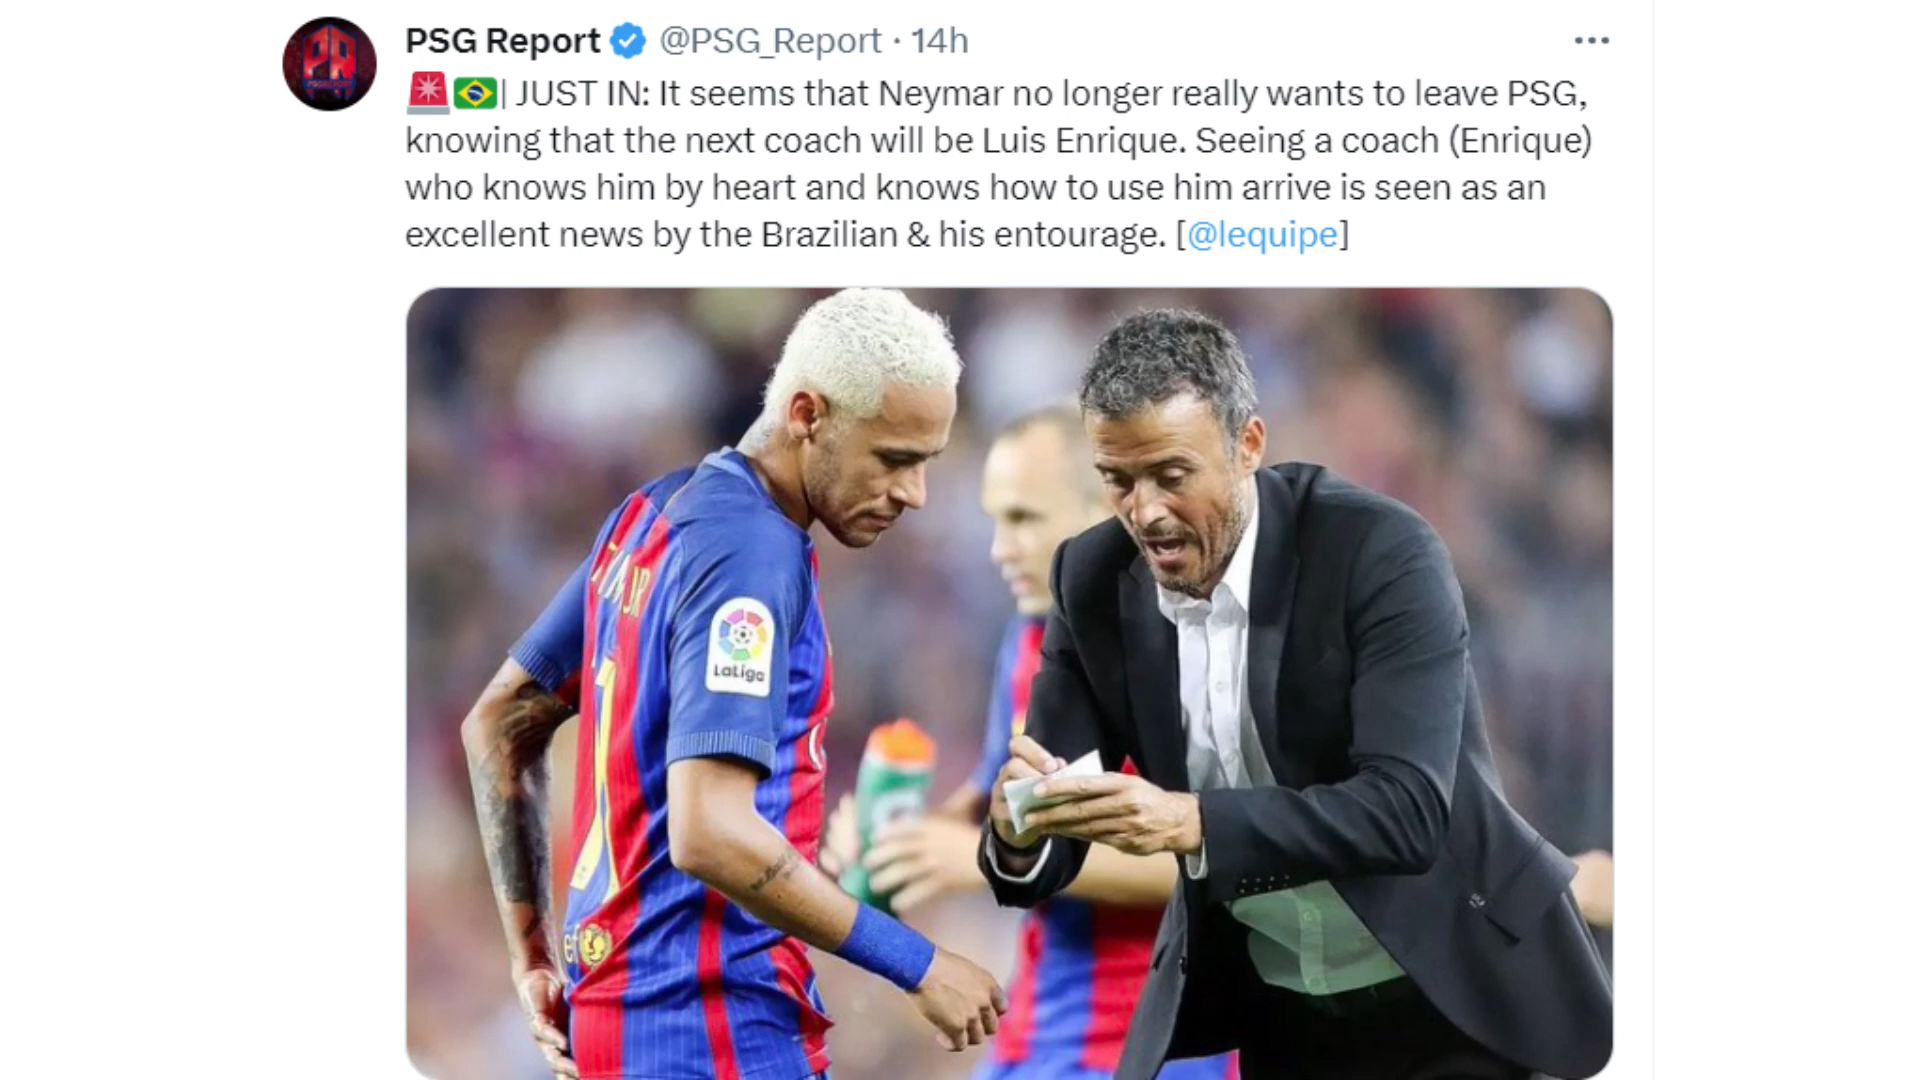 PSG Report @PSG_Report · 14h
🚨🇧🇷| JUST IN: It seems that Neymar no longer really wants to leave PSG,
knowing that the next coach will be Luis Enrique. Seeing a coach (Enrique)
who knows him by heart and knows how to use him arrive is seen as an
excellent news by the Brazilian & his entourage. [@lequipe]
PR
LaLiga